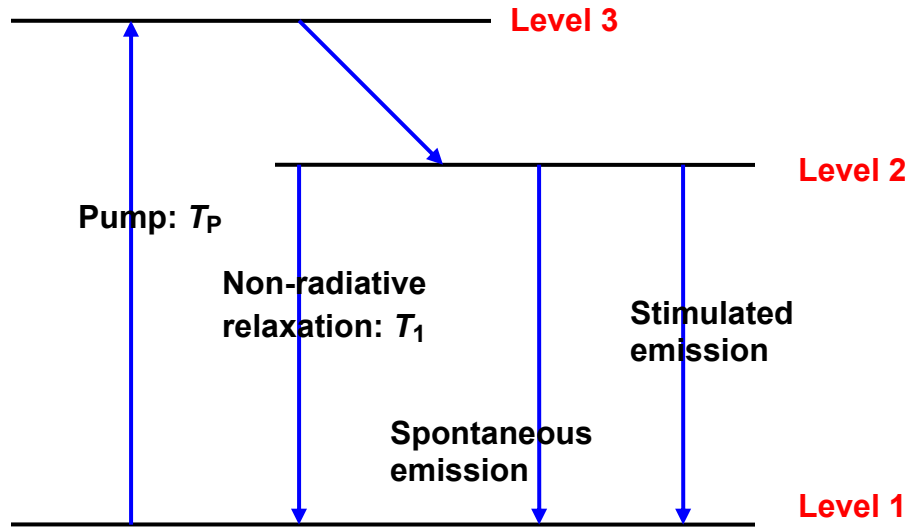 Level 3
Level 2
Pump: TP
Non-radiative
relaxation: T1
Stimulated
emission
Spontaneous
emission
Level 1